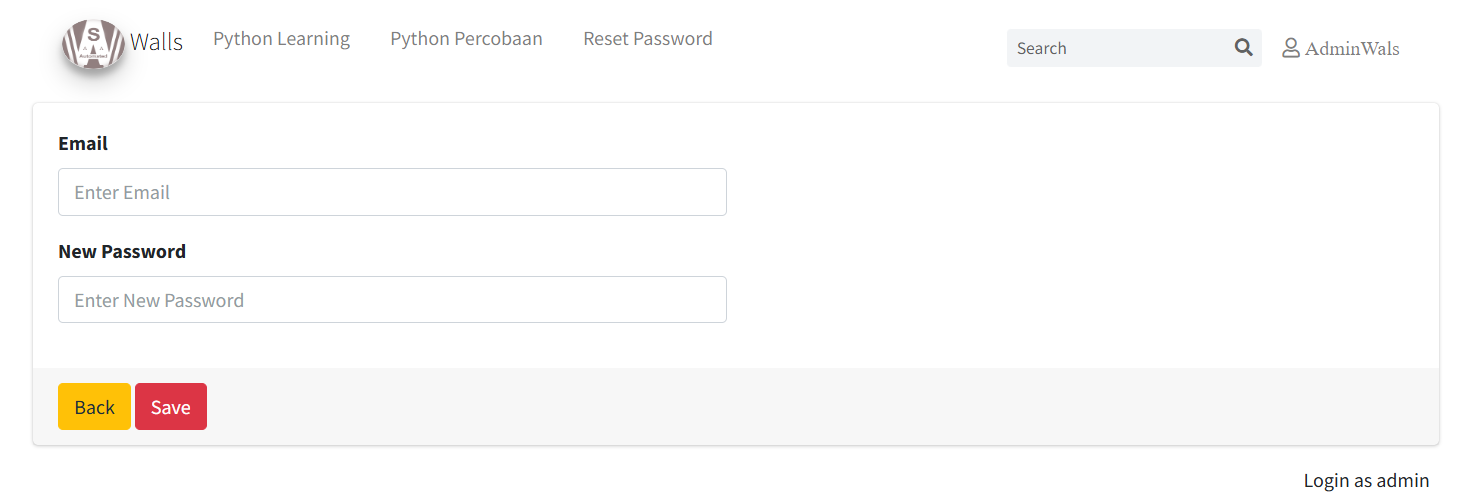 S
A
Automated
Walls Python Learning Python Percobaan Reset Password Search AdminWals
Email
Enter Email
New Password
Enter New Password
Back Save
Login as admin